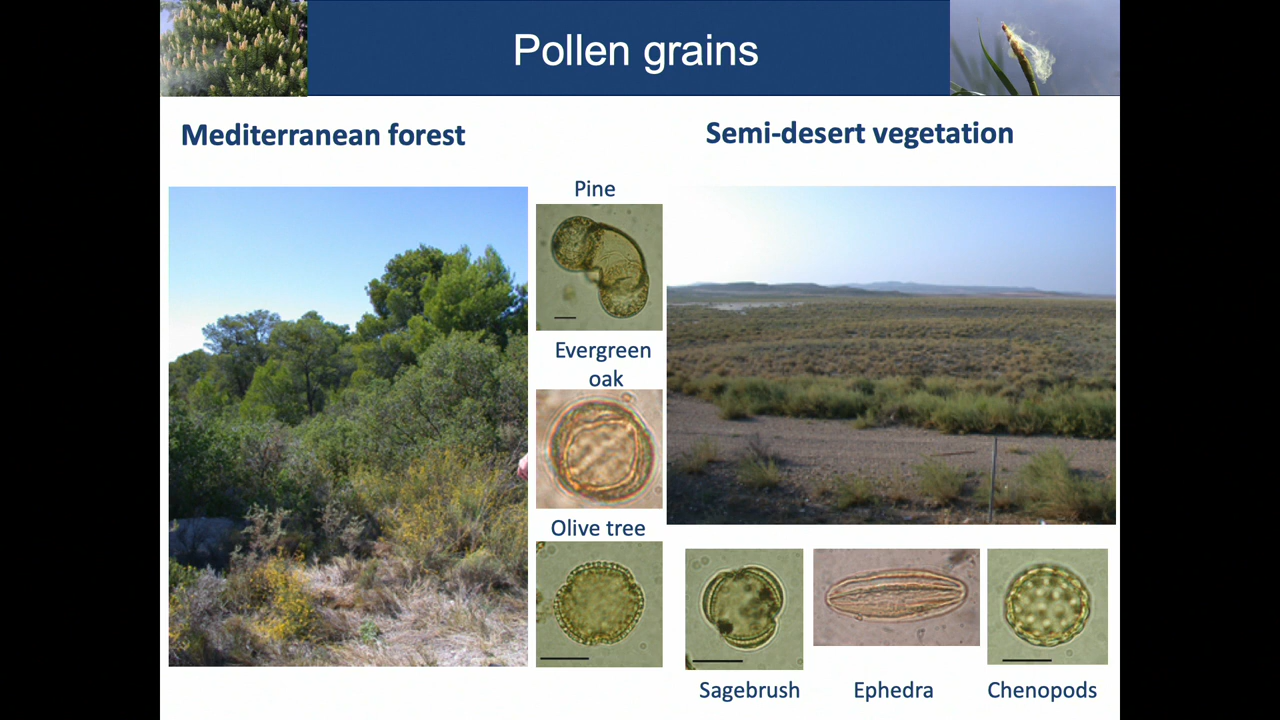 Pollen grains
Mediterranean forest
Semi-desert vegetation
Pine
Evergreen
oak
Olive tree
Sagebrush
Ephedra
Chenopods